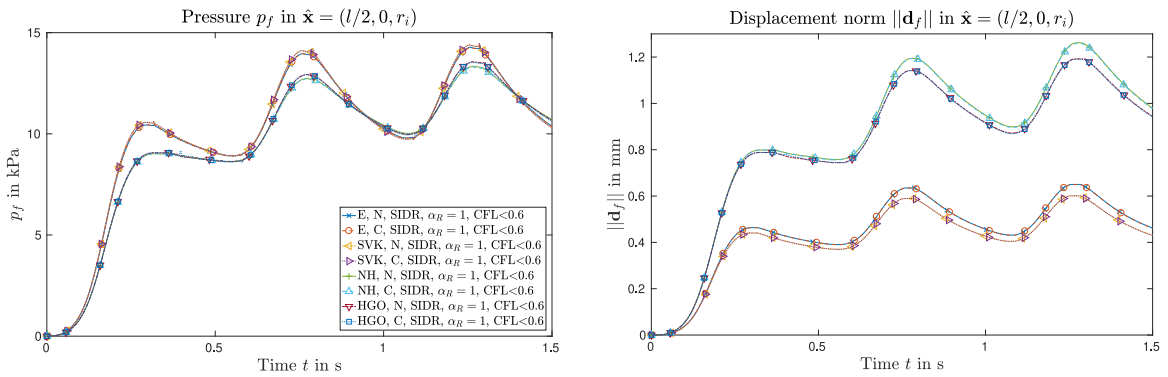 Pressure p_f in x̂ = (l/2, 0, r_i)
15
10
5
0
p_f in kPa
E, N, SIDR, α_R = 1, CFL<0.6
E, C, SIDR, α_R = 1, CFL<0.6
SVK, N, SIDR, α_R = 1, CFL<0.6
SVK, C, SIDR, α_R = 1, CFL<0.6
NH, N, SIDR, α_R = 1, CFL<0.6
NH, C, SIDR, α_R = 1, CFL<0.6
HGO, N, SIDR, α_R = 1, CFL<0.6
HGO, C, SIDR, α_R = 1, CFL<0.6
0 0.5 1 1.5
Time t in s
Displacement norm ||d_f|| in x̂ = (l/2, 0, r_i)
1.2
1
0.8
0.6
0.4
0.2
0
||d_f|| in mm
0 0.5 1 1.5
Time t in s